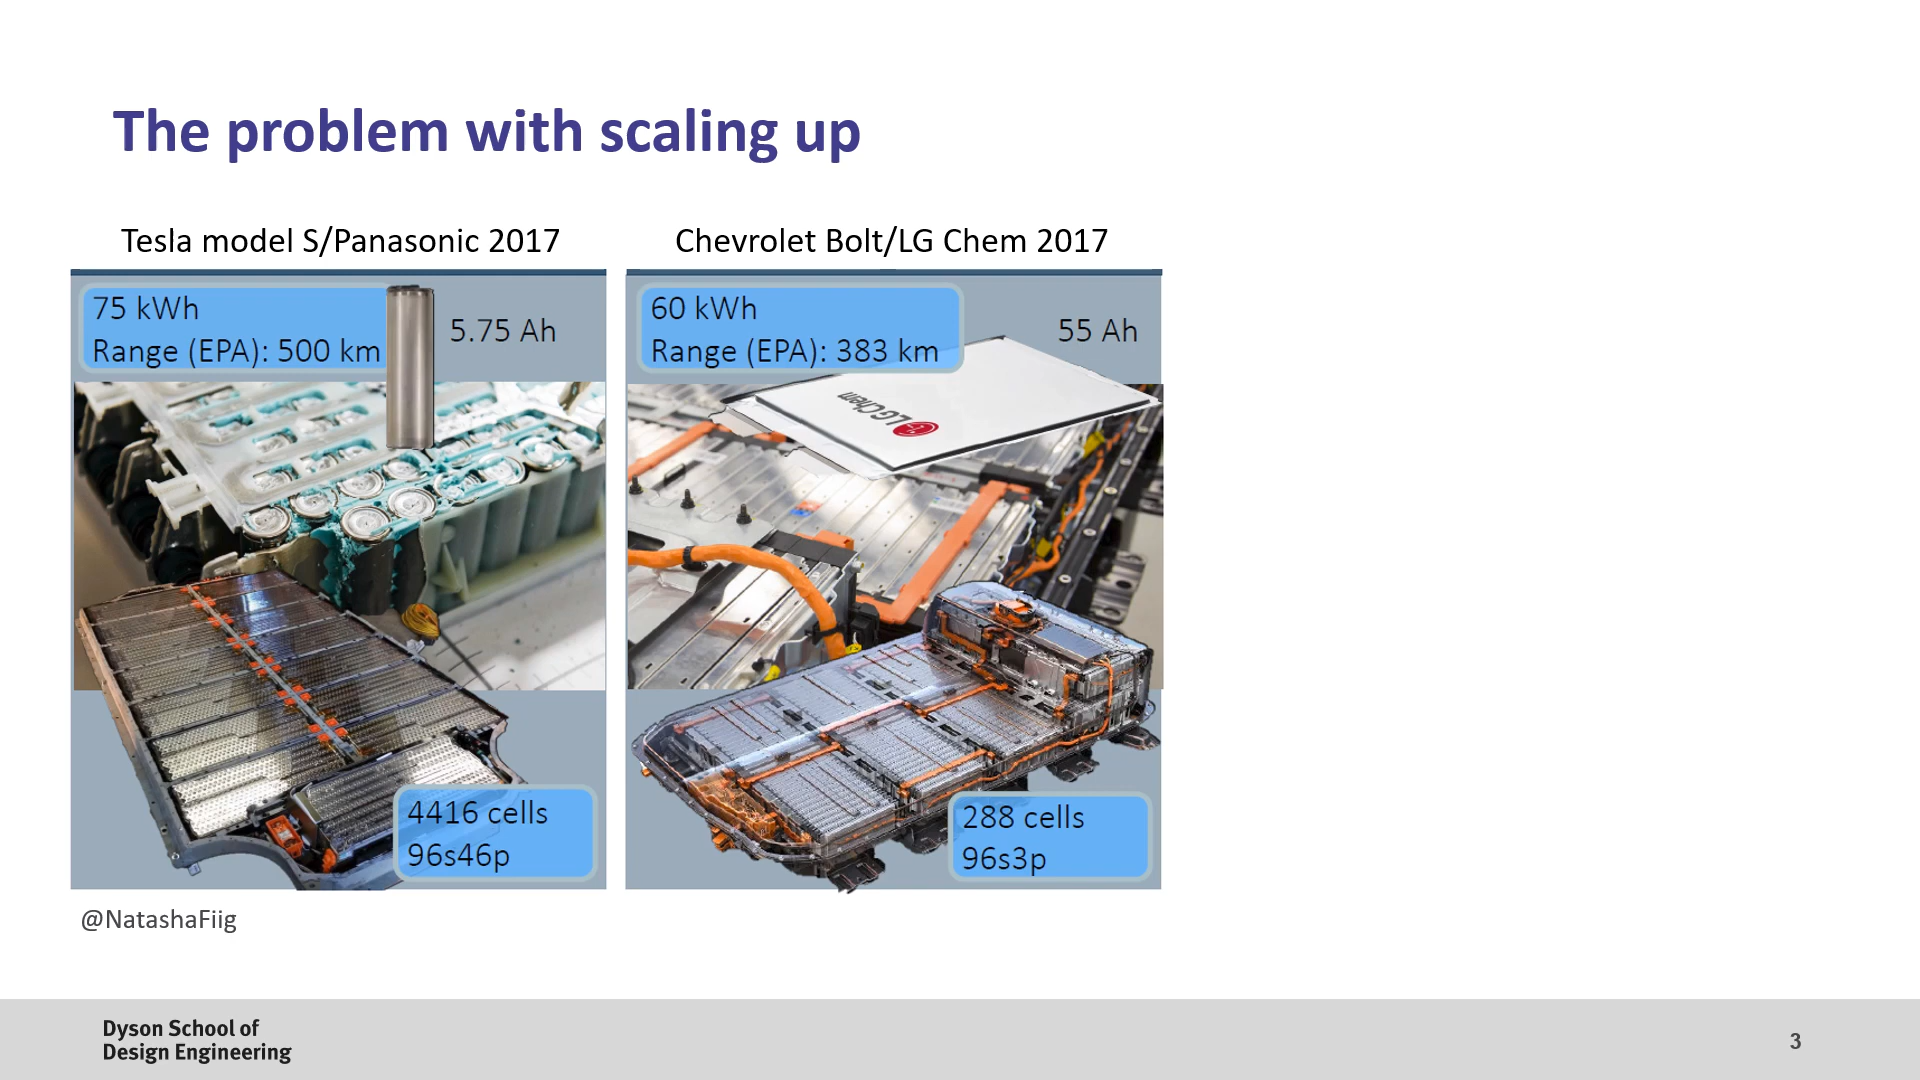 The problem with scaling up
Tesla model S/Panasonic 2017
75 kWh
Range (EPA): 500 km
5.75 Ah
4416 cells
96s46p
Chevrolet Bolt/LG Chem 2017
60 kWh
Range (EPA): 383 km
55 Ah
LG Chem
288 cells
96s3p
@NatashaFiig
Dyson School of
Design Engineering
3